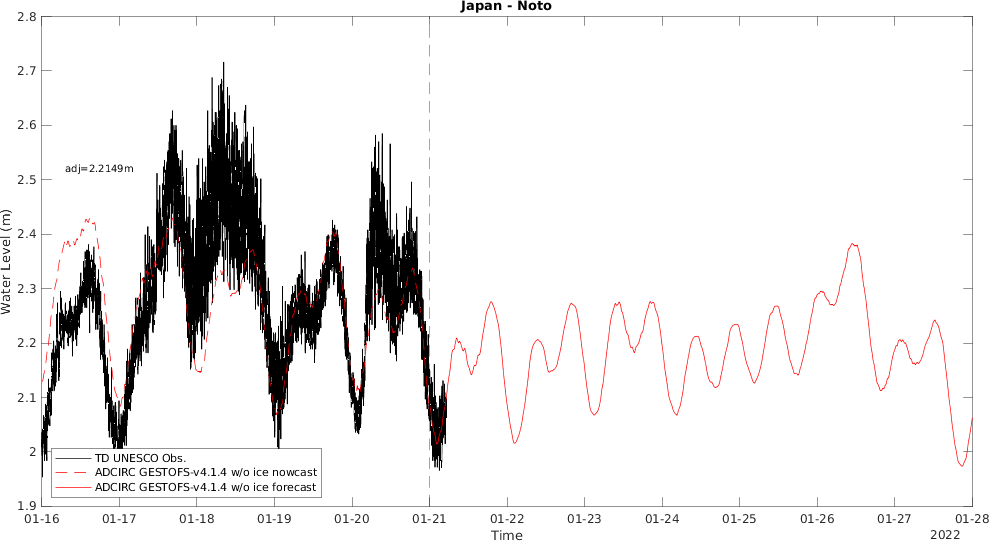 Japan - Noto
2.8
2.7
2.6
2.5
2.4
2.3
2.2
2.1
2
1.9
Water Level (m)
adj=2.2149m
TD UNESCO Obs.
ADCIRC GESTOFS-v4.1.4 w/o ice nowcast
ADCIRC GESTOFS-v4.1.4 w/o ice forecast
01-16 01-17 01-18 01-19 01-20 01-21 01-22 01-23 01-24 01-25 01-26 01-27 01-28
Time
2022